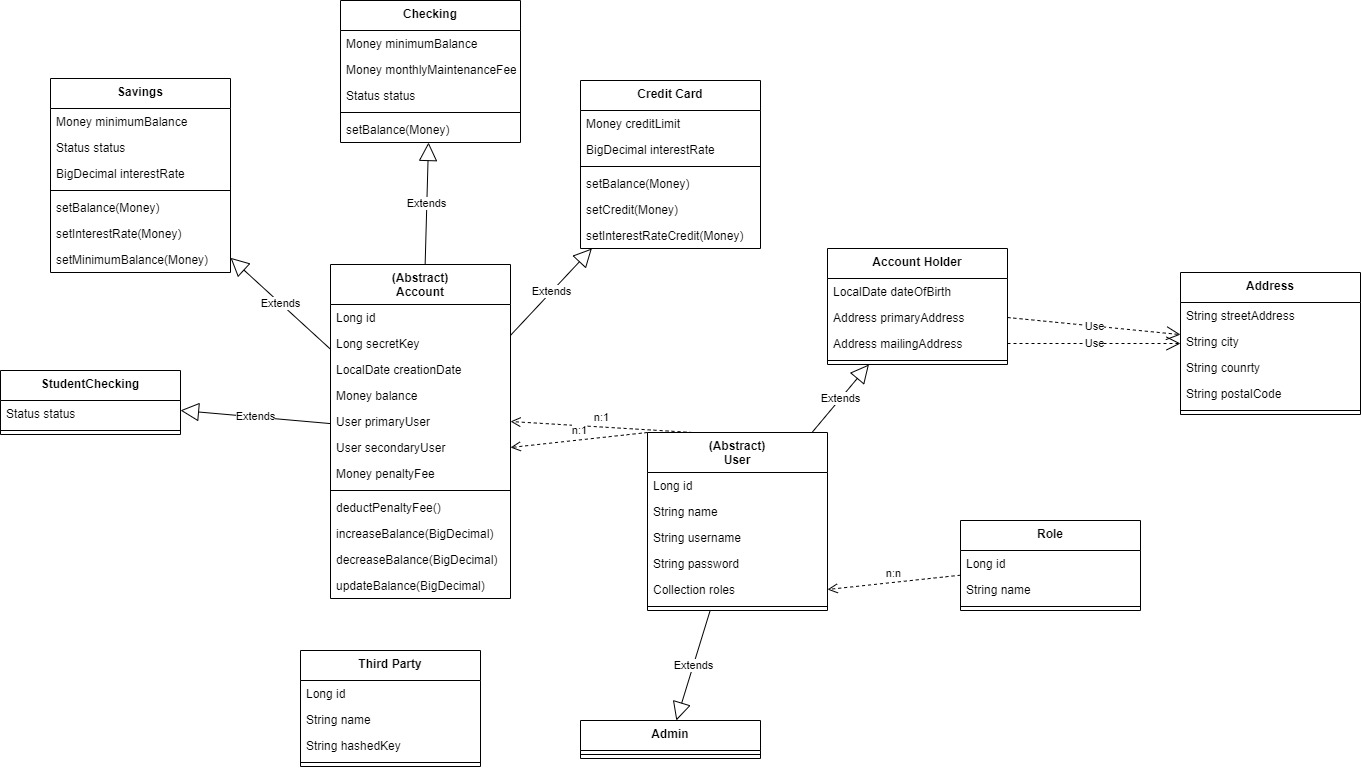 Checking
Money minimumBalance
Money monthlyMaintenanceFee
Status status
setBalance(Money)
Savings
Money minimumBalance
Status status
BigDecimal interestRate
setBalance(Money)
setInterestRate(Money)
setMinimumBalance(Money)
Credit Card
Money creditLimit
BigDecimal interestRate
setBalance(Money)
setCredit(Money)
setInterestRateCredit(Money)
Extends
Extends
Extends
(Abstract)
Account
Long id
Long secretKey
LocalDate creationDate
Money balance
User primaryUser
User secondaryUser
Money penaltyFee
deductPenaltyFee()
increaseBalance(BigDecimal)
decreaseBalance(BigDecimal)
updateBalance(BigDecimal)
StudentChecking
Status status
Extends
Account Holder
LocalDate dateOfBirth
Address primaryAddress
Address mailingAddress
Use
Use
Address
String streetAddress
String city
String counrty
String postalCode
Extends
n:1
n:1
(Abstract)
User
Long id
String name
String username
String password
Collection roles
n:n
Role
Long id
String name
Extends
Third Party
Long id
String name
String hashedKey
Admin